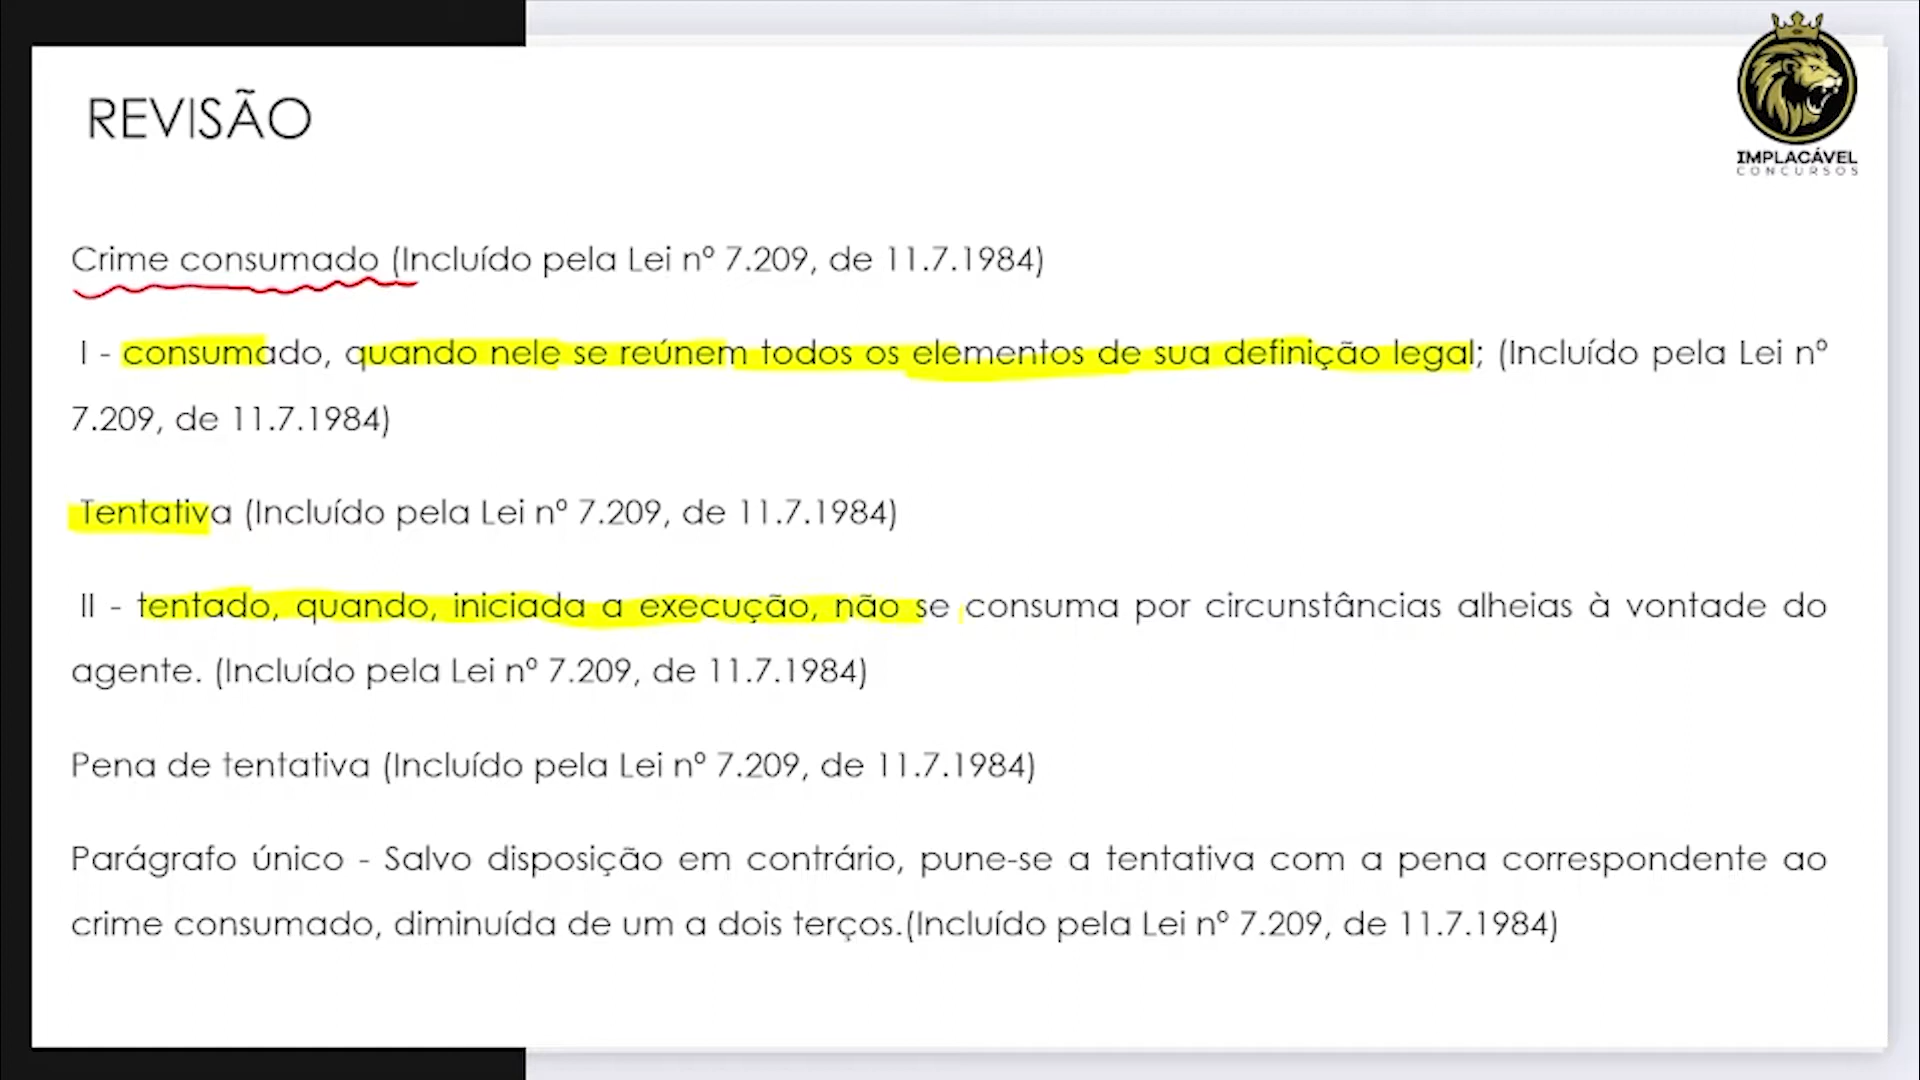 IMPLACÁVEL
CONCURSOS
REVISÃO
Crime consumado (Incluído pela Lei nº 7.209, de 11.7.1984)
I - consumado, quando nele se reúnem todos os elementos de sua definição legal; (Incluído pela Lei nº
7.209, de 11.7.1984)
Tentativa (Incluído pela Lei nº 7.209, de 11.7.1984)
II - tentado, quando, iniciada a execução, não se consuma por circunstâncias alheias à vontade do
agente. (Incluído pela Lei nº 7.209, de 11.7.1984)
Pena de tentativa (Incluído pela Lei nº 7.209, de 11.7.1984)
Parágrafo único - Salvo disposição em contrário, pune-se a tentativa com a pena correspondente ao
crime consumado, diminuída de um a dois terços.(Incluído pela Lei nº 7.209, de 11.7.1984)